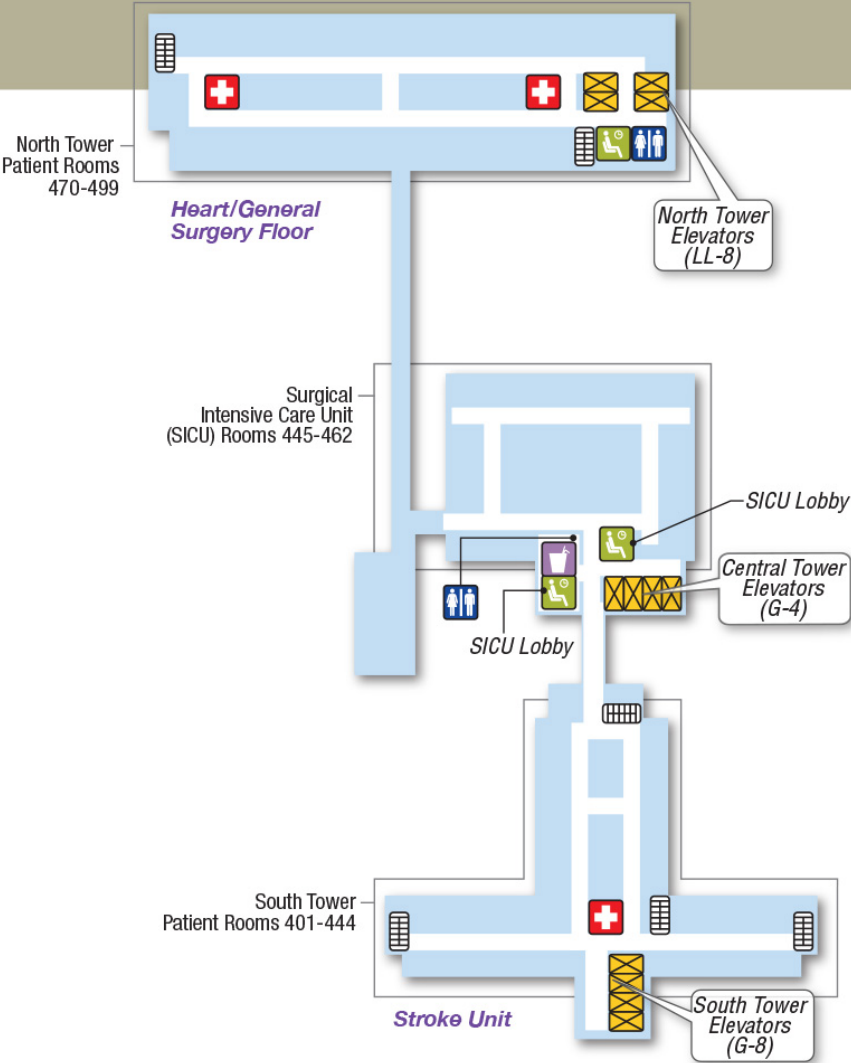 North Tower
Patient Rooms
470-499
Heart/General
Surgery Floor
North Tower
Elevators
(LL-8)
Surgical
Intensive Care Unit
(SICU) Rooms 445-462
SICU Lobby
Central Tower
Elevators
(G-4)
SICU Lobby
South Tower
Patient Rooms 401-444
Stroke Unit
South Tower
Elevators
(G-8)